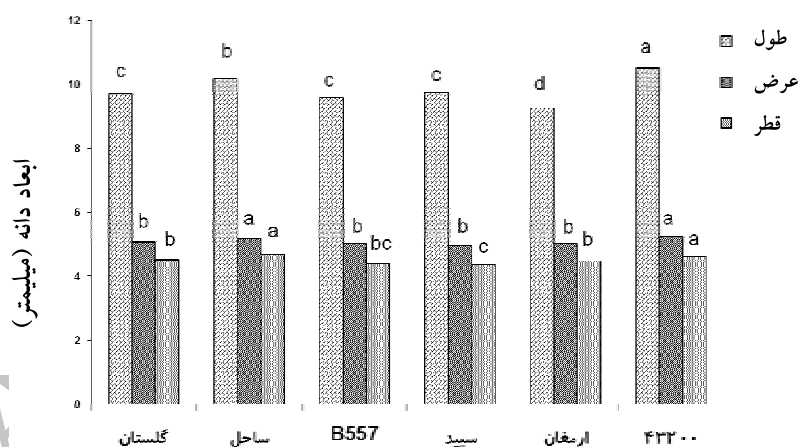 ابعاد دانه (میلیمتر)
12
10
8
6
4
2
0
c b b
b a a
c b bc
c b c
d b b
a a a
گلستان ساحل B557 سپید ارمغان ۴۳۲۰۰
طول
عرض
قطر